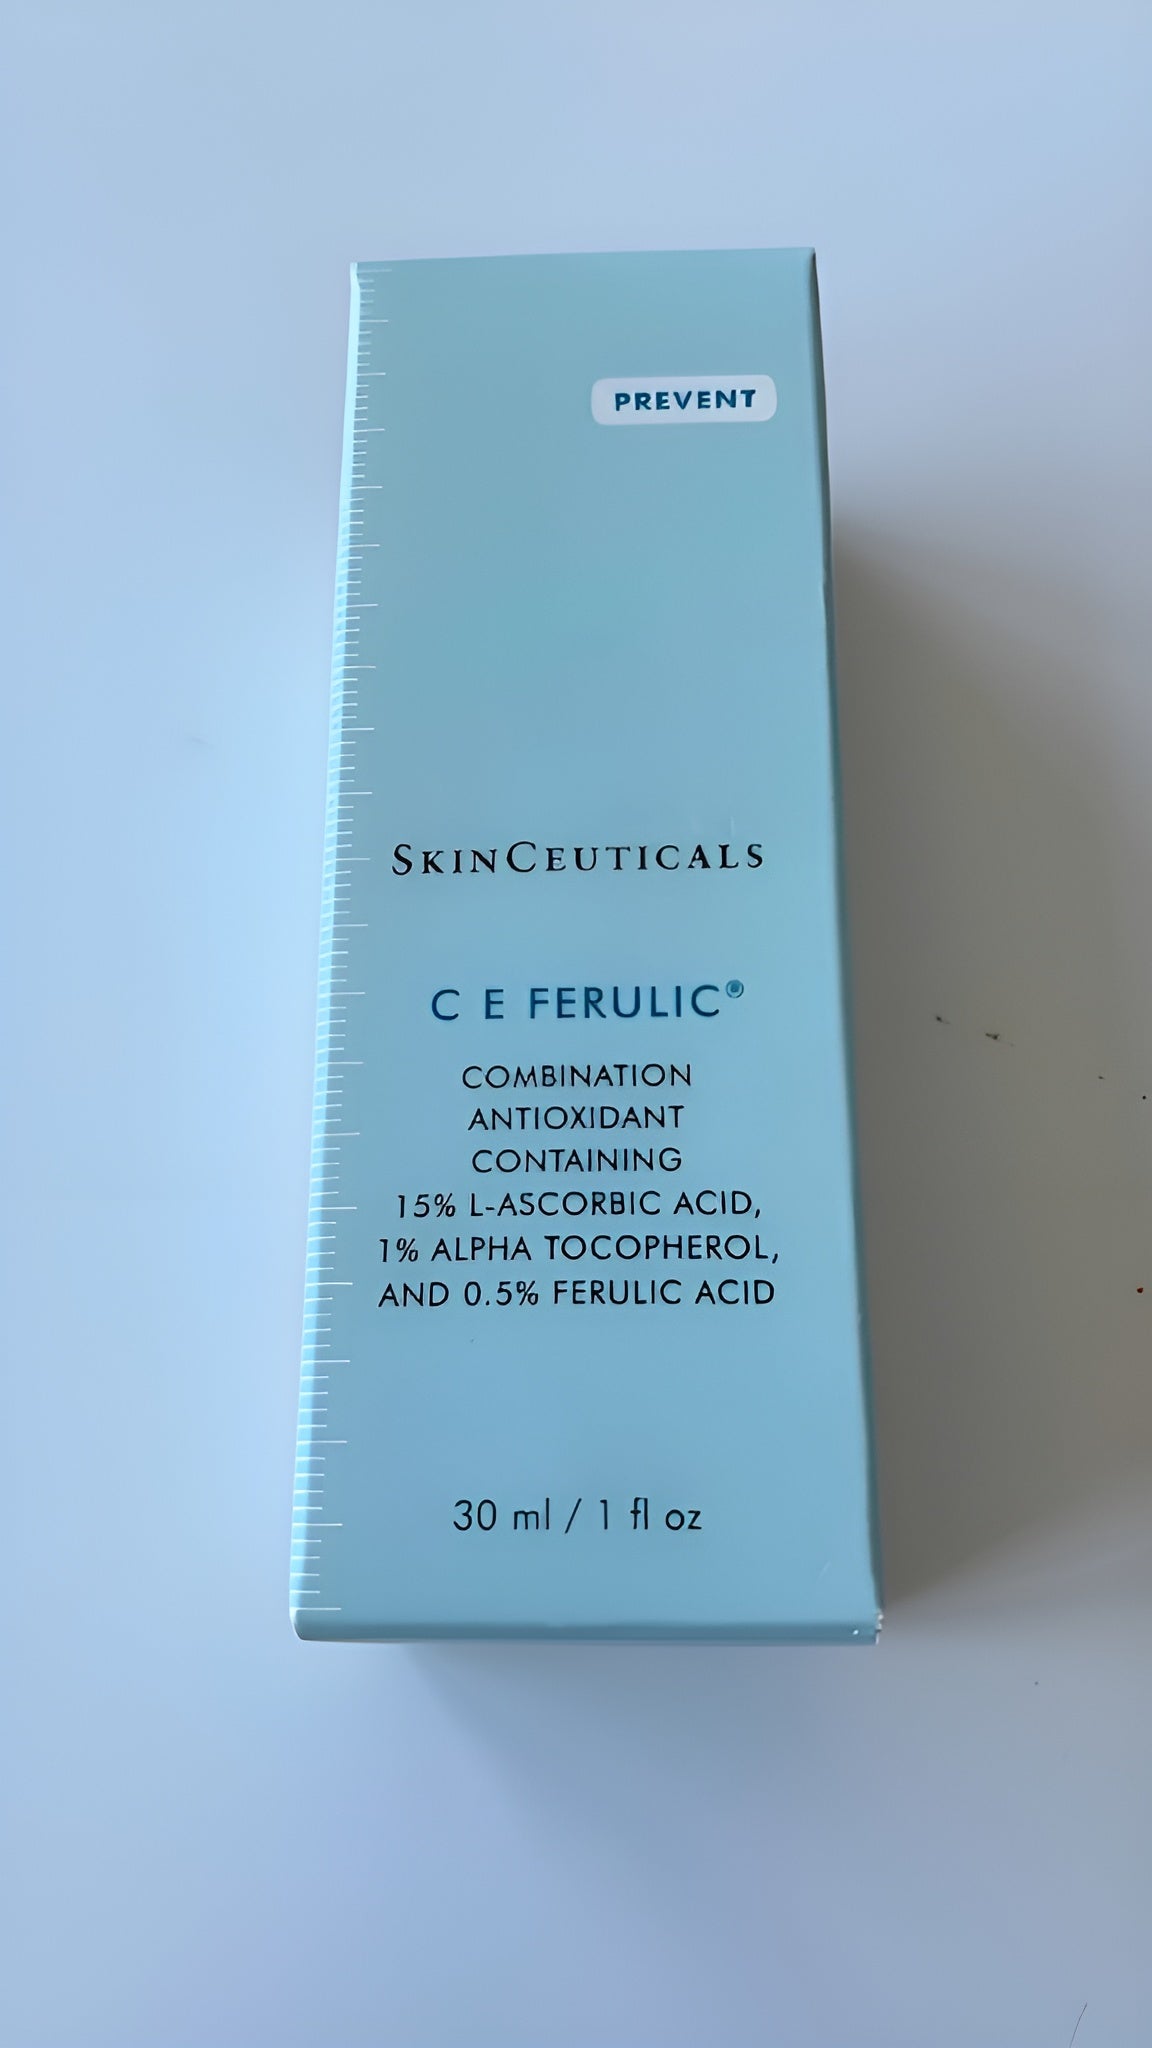 PREVENT
SKINCEUTICALS
C E FERULIC®
COMBINATION
ANTIOXIDANT
CONTAINING
15% L-ASCORBIC ACID,
1% ALPHA TOCOPHEROL,
AND 0.5% FERULIC ACID
30 ml / 1 fl oz